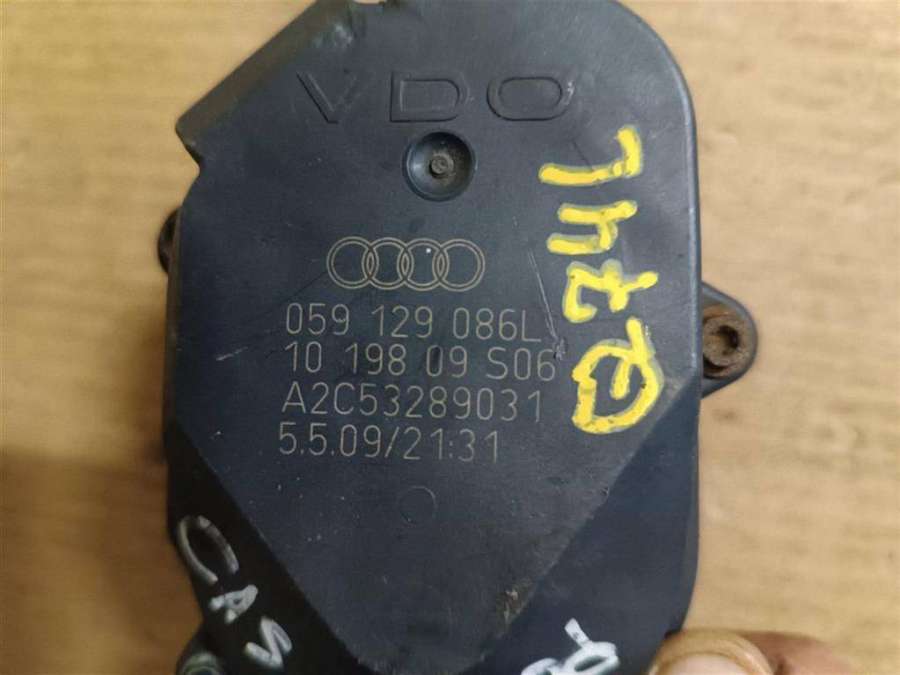 VDO
059 129 086L
10 198 09 S06
A2C53289031
5.5.09/21:31
CAS